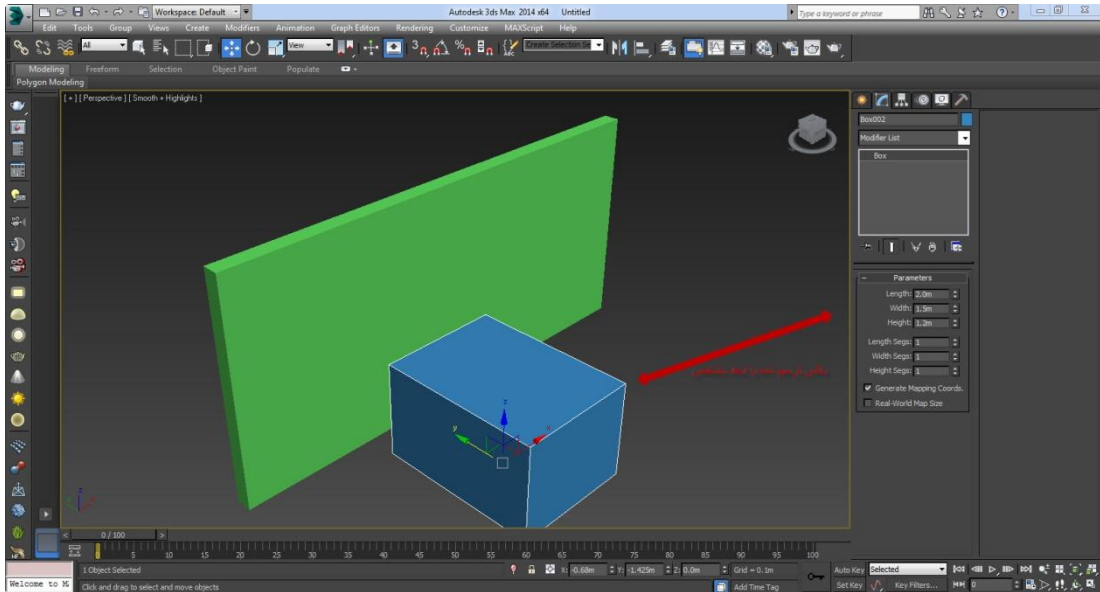 Workspace: Default
Autodesk 3ds Max 2014 x64 Untitled
Type a keyword or phrase
Edit Tools Group Views Create Modifiers Animation Graph Editors Rendering Customize MAXScript Help
All
View
Create Selection Se
Modeling Freeform Selection Object Paint Populate
Polygon Modeling
[ + ] [ Perspective ] [ Smooth + Highlights ]
Box002
Modifier List
Box
Parameters
Length: 2.0m
Width: 1.5m
Height: 1.2m
Length Segs: 1
Width Segs: 1
Height Segs: 1
Generate Mapping Coords.
Real-World Map Size
z
y
x
0 / 100
5 10 15 20 25 30 35 40 45 50 55 60 65 70 75 80 85 90 95 100
1 Object Selected
X: -0.68m Y: -1.425m Z: 0.0m Grid = 0.1m
Auto Key Selected
Welcome to M
Click and drag to select and move objects
Add Time Tag
Set Key Key Filters... 0